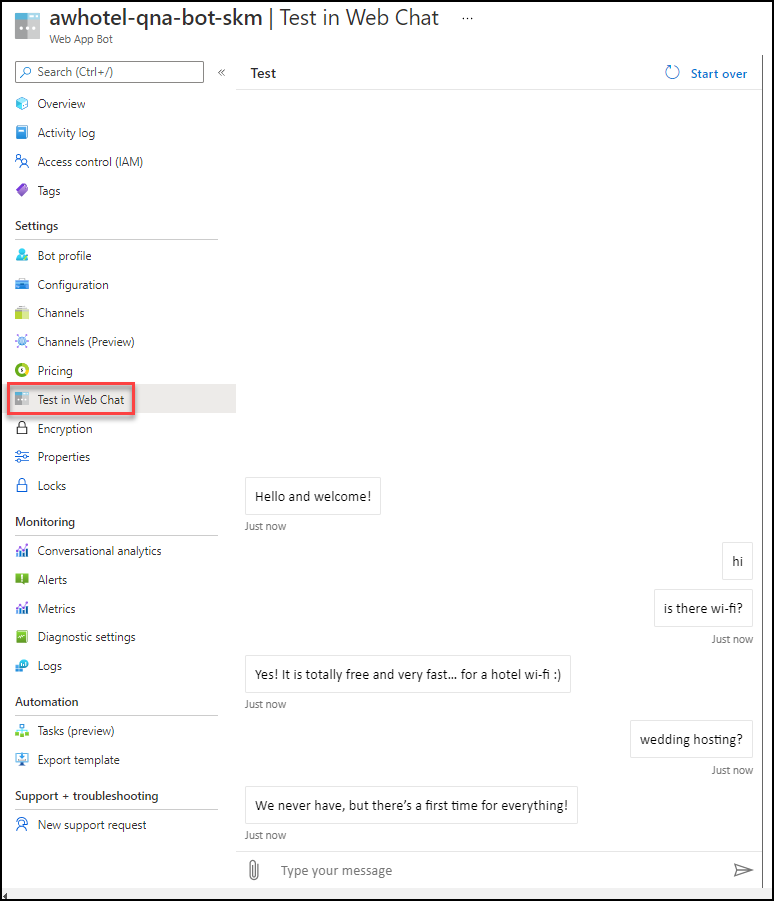 awhotel-qna-bot-skm | Test in Web Chat ...
Web App Bot
Search (Ctrl+/) «
Overview
Activity log
Access control (IAM)
Tags
Settings
Bot profile
Configuration
Channels
Channels (Preview)
Pricing
Test in Web Chat
Encryption
Properties
Locks
Monitoring
Conversational analytics
Alerts
Metrics
Diagnostic settings
Logs
Automation
Tasks (preview)
Export template
Support + troubleshooting
New support request
Test Start over
Hello and welcome!
Just now
hi
is there wi-fi?
Just now
Yes! It is totally free and very fast... for a hotel wi-fi :)
Just now
wedding hosting?
Just now
We never have, but there's a first time for everything!
Just now
Type your message